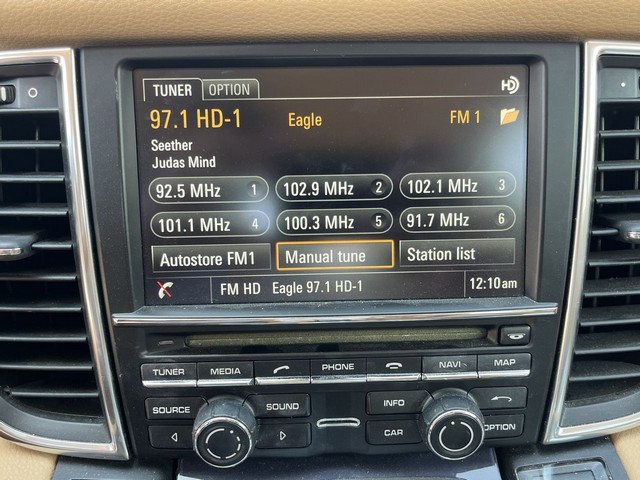 TUNER OPTION HD
97.1 HD-1 Eagle FM 1
Seether
Judas Mind
92.5 MHz 1 102.9 MHz 2 102.1 MHz 3
101.1 MHz 4 100.3 MHz 5 91.7 MHz 6
Autostore FM1 Manual tune Station list
FM HD Eagle 97.1 HD-1 12:10am
TUNER MEDIA PHONE NAVI MAP
SOURCE SOUND INFO
CAR OPTION